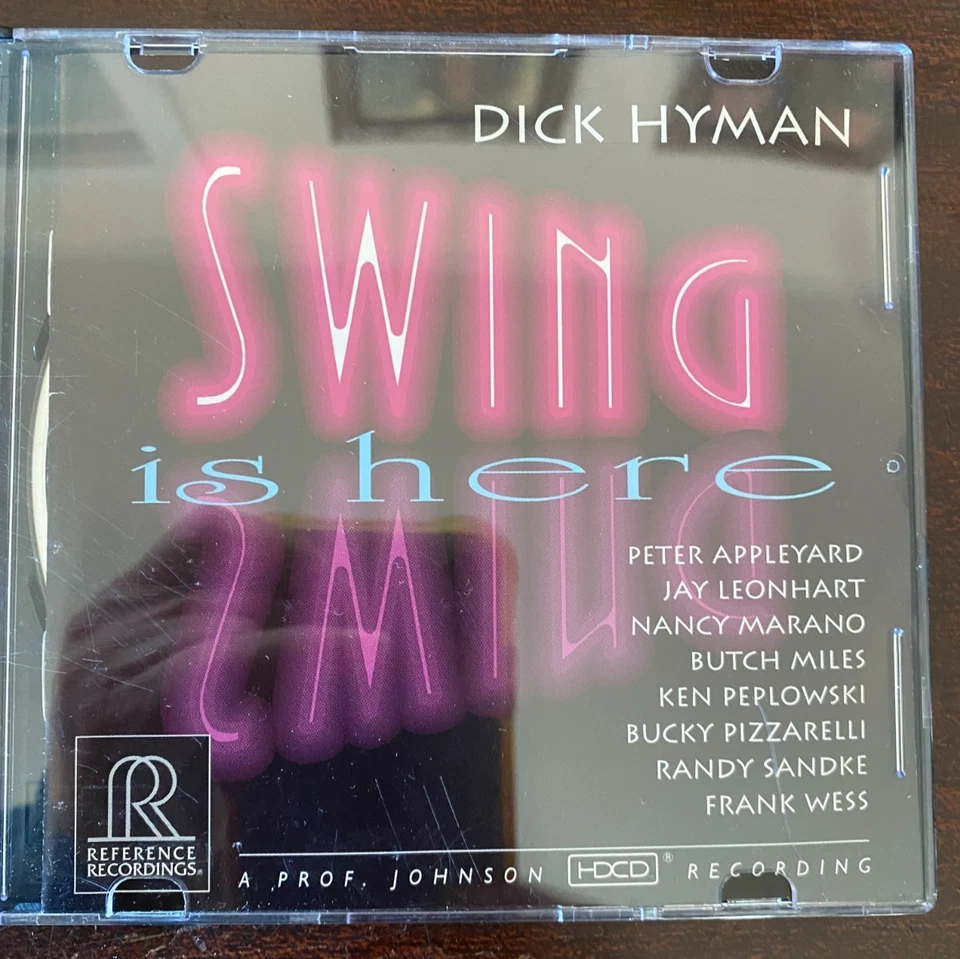 DICK HYMAN
SWING
is here
PETER APPLEYARD
JAY LEONHART
NANCY MARANO
BUTCH MILES
KEN PEPLOWSKI
BUCKY PIZZARELLI
RANDY SANDKE
FRANK WESS
R
REFERENCE
RECORDINGS®
A PROF. JOHNSON HDCD® RECORDING